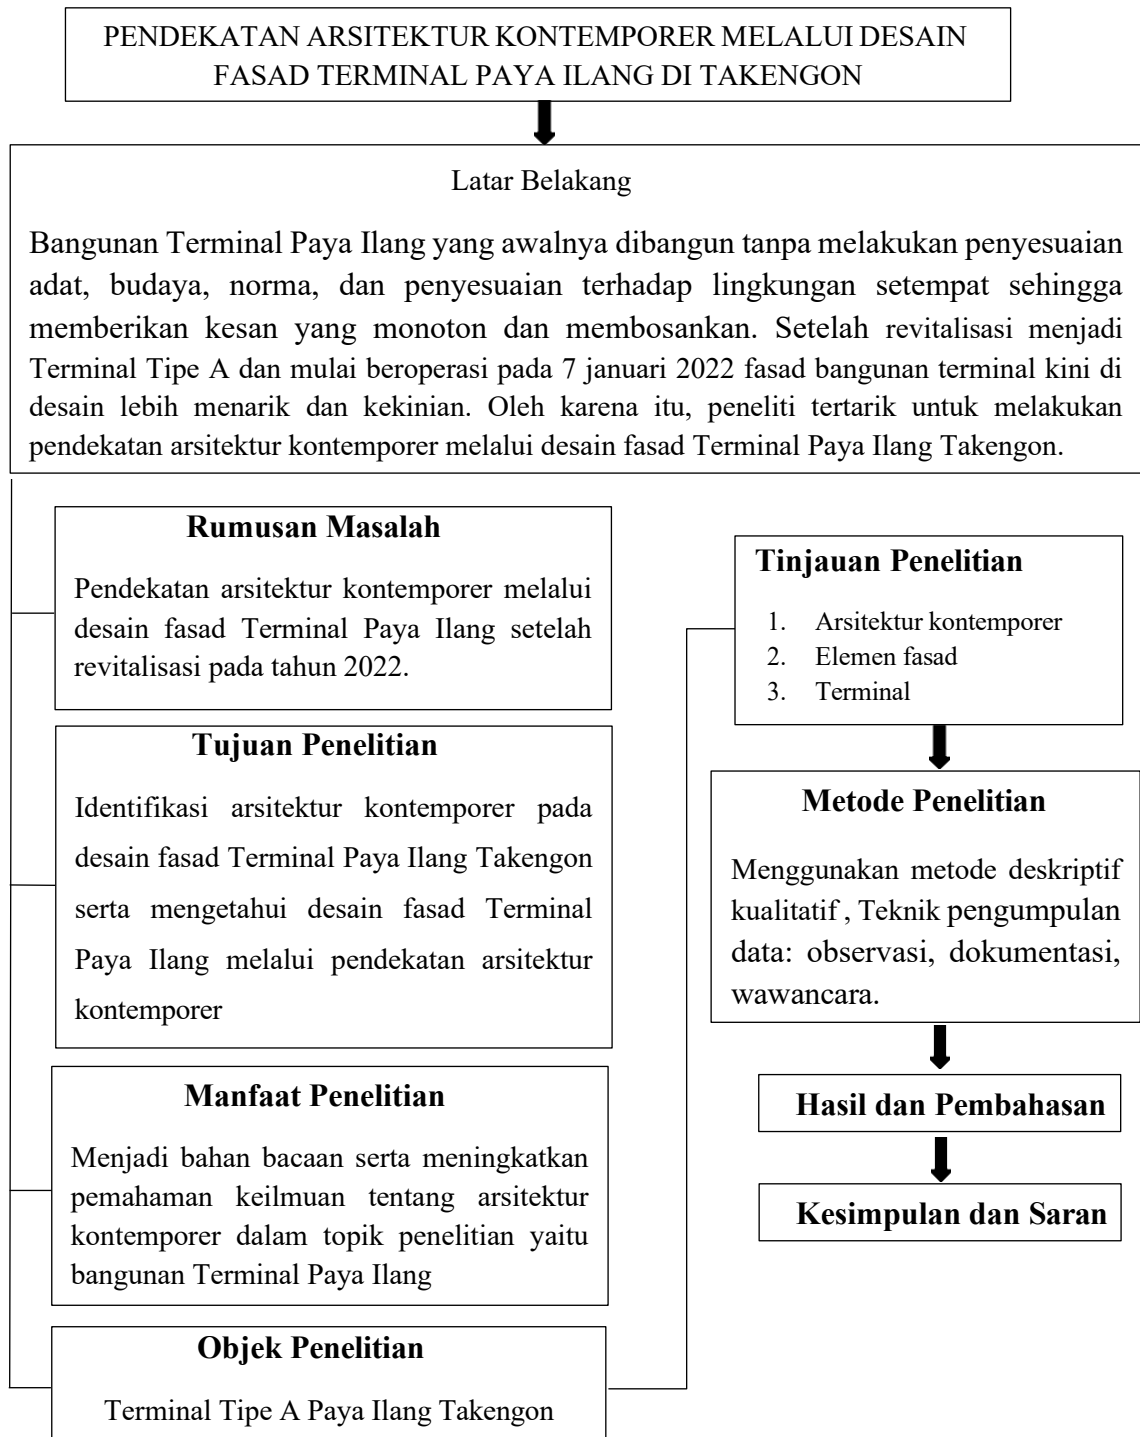 PENDEKATAN ARSITEKTUR KONTEMPORER MELALUI DESAIN
FASAD TERMINAL PAYA ILANG DI TAKENGON
Latar Belakang
Bangunan Terminal Paya Ilang yang awalnya dibangun tanpa melakukan penyesuaian
adat, budaya, norma, dan penyesuaian terhadap lingkungan setempat sehingga
memberikan kesan yang monoton dan membosankan. Setelah revitalisasi menjadi
Terminal Tipe A dan mulai beroperasi pada 7 januari 2022 fasad bangunan terminal kini di
desain lebih menarik dan kekinian. Oleh karena itu, peneliti tertarik untuk melakukan
pendekatan arsitektur kontemporer melalui desain fasad Terminal Paya Ilang Takengon.
Rumusan Masalah
Pendekatan arsitektur kontemporer melalui
desain fasad Terminal Paya Ilang setelah
revitalisasi pada tahun 2022.
Tujuan Penelitian
Identifikasi arsitektur kontemporer pada
desain fasad Terminal Paya Ilang Takengon
serta mengetahui desain fasad Terminal
Paya Ilang melalui pendekatan arsitektur
kontemporer
Manfaat Penelitian
Menjadi bahan bacaan serta meningkatkan
pemahaman keilmuan tentang arsitektur
kontemporer dalam topik penelitian yaitu
bangunan Terminal Paya Ilang
Objek Penelitian
Terminal Tipe A Paya Ilang Takengon
Tinjauan Penelitian
1. Arsitektur kontemporer
2. Elemen fasad
3. Terminal
Metode Penelitian
Menggunakan metode deskriptif
kualitatif , Teknik pengumpulan
data: observasi, dokumentasi,
wawancara.
Hasil dan Pembahasan
Kesimpulan dan Saran